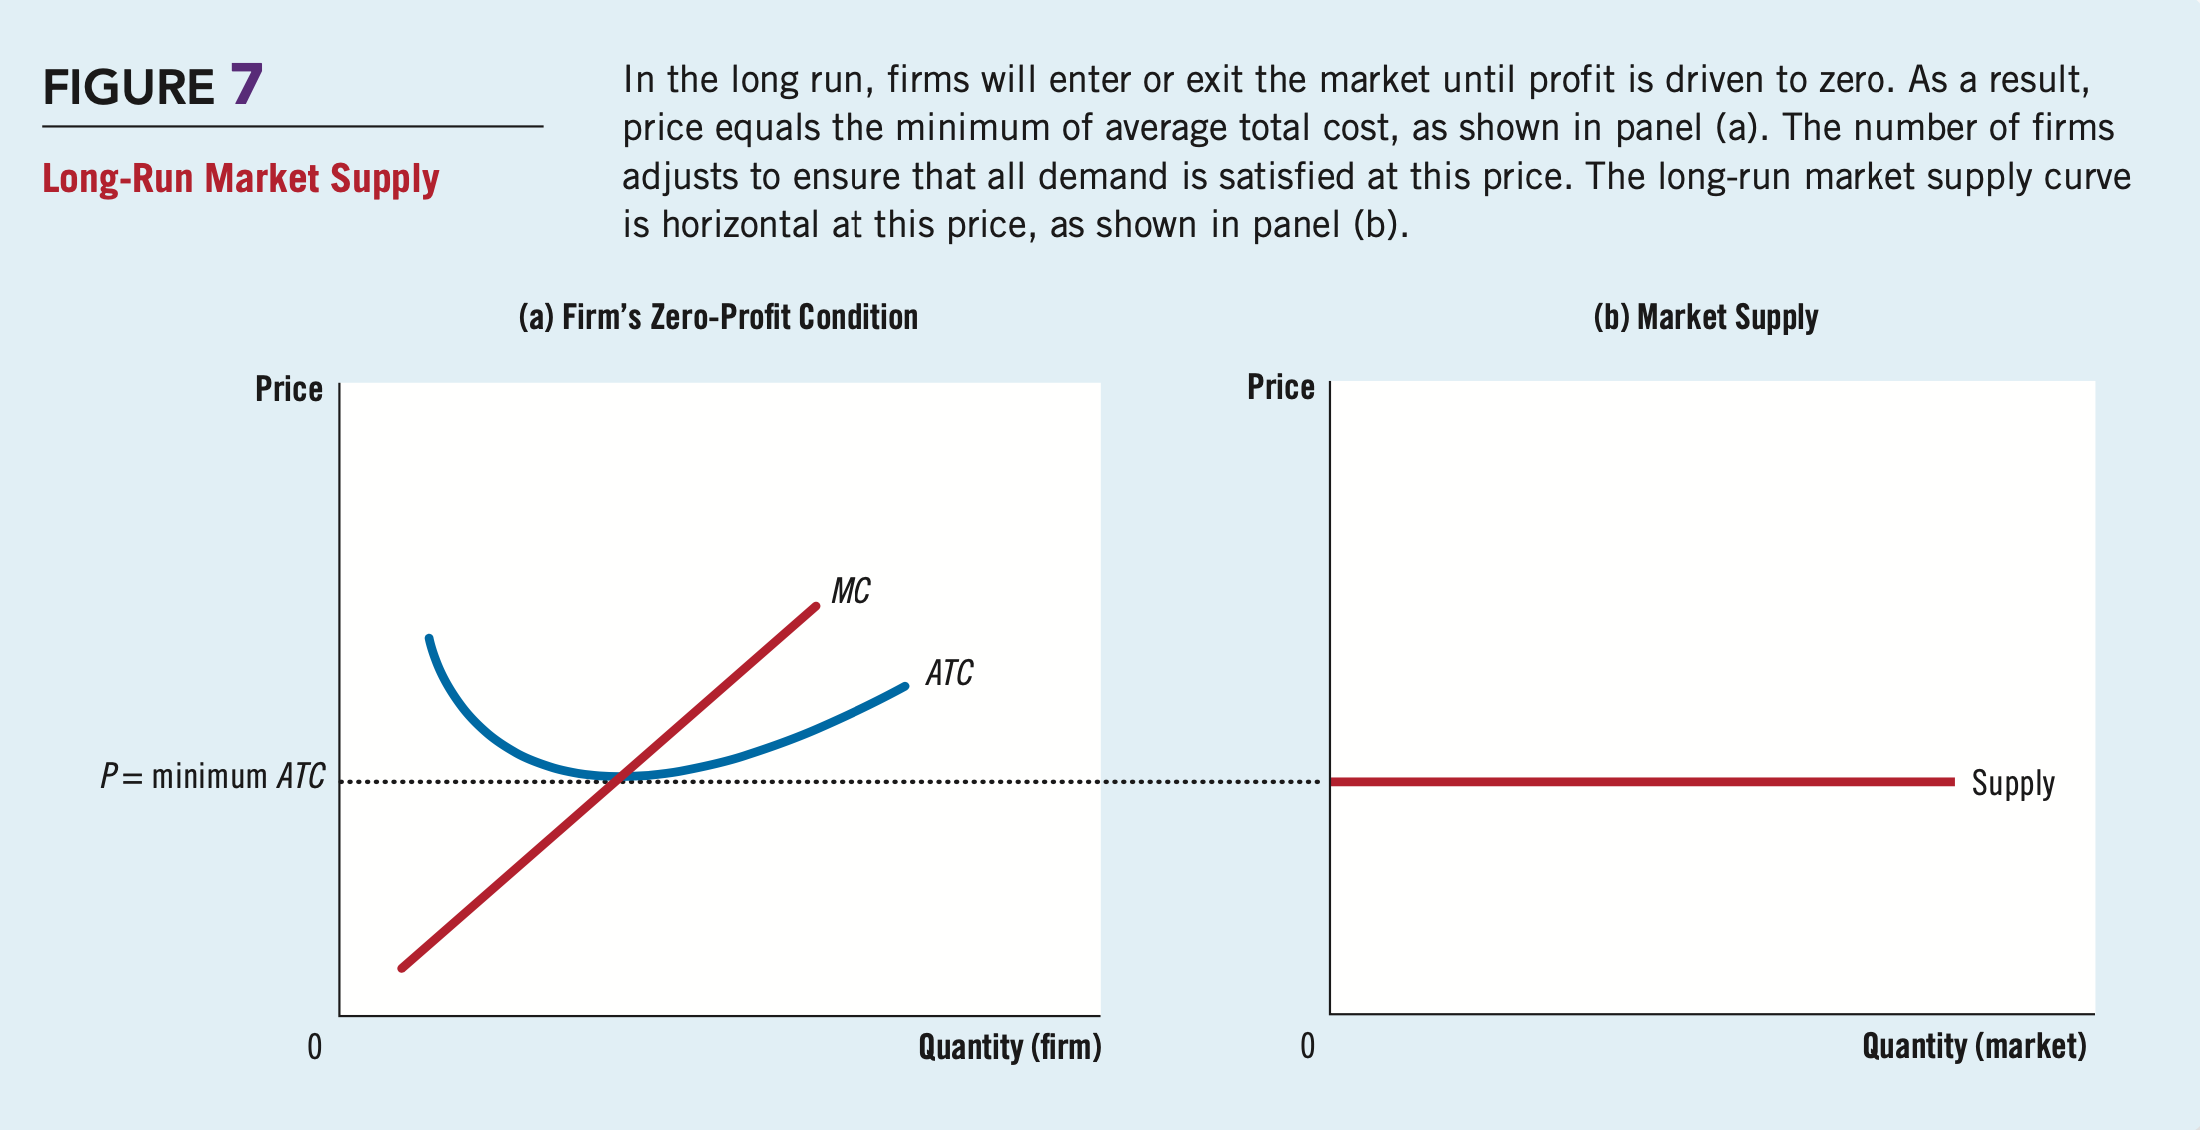 FIGURE 7
Long-Run Market Supply
In the long run, firms will enter or exit the market until profit is driven to zero. As a result,
price equals the minimum of average total cost, as shown in panel (a). The number of firms
adjusts to ensure that all demand is satisfied at this price. The long-run market supply curve
is horizontal at this price, as shown in panel (b).
(a) Firm's Zero-Profit Condition
Price
MC
ATC
P = minimum ATC
0
Quantity (firm)
(b) Market Supply
Price
Supply
0
Quantity (market)